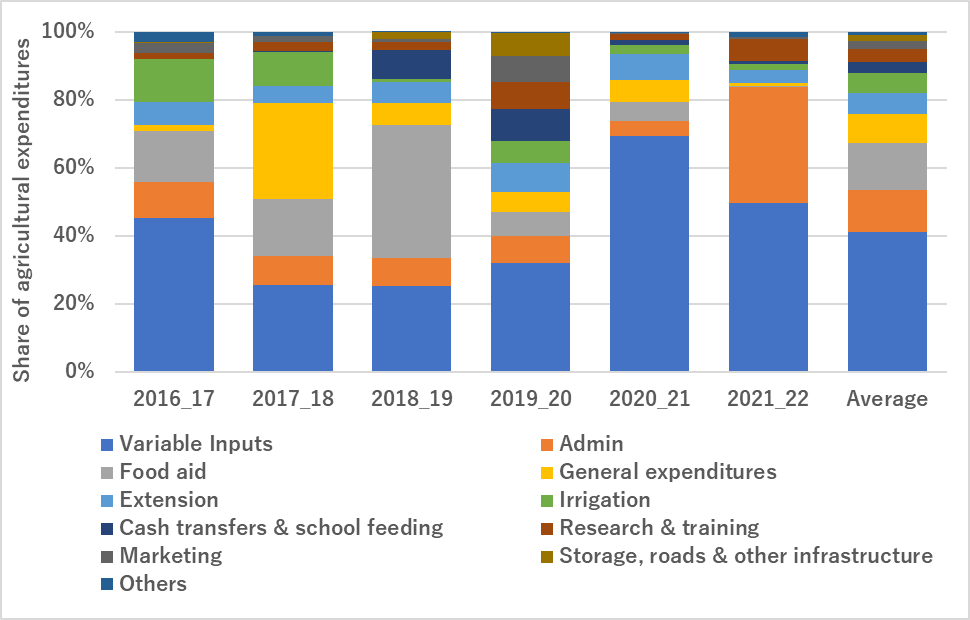 Share of agricultural expenditures
100%
80%
60%
40%
20%
0%
2016_17 2017_18 2018_19 2019_20 2020_21 2021_22 Average
Variable Inputs Admin
Food aid General expenditures
Extension Irrigation
Cash transfers & school feeding Research & training
Marketing Storage, roads & other infrastructure
Others